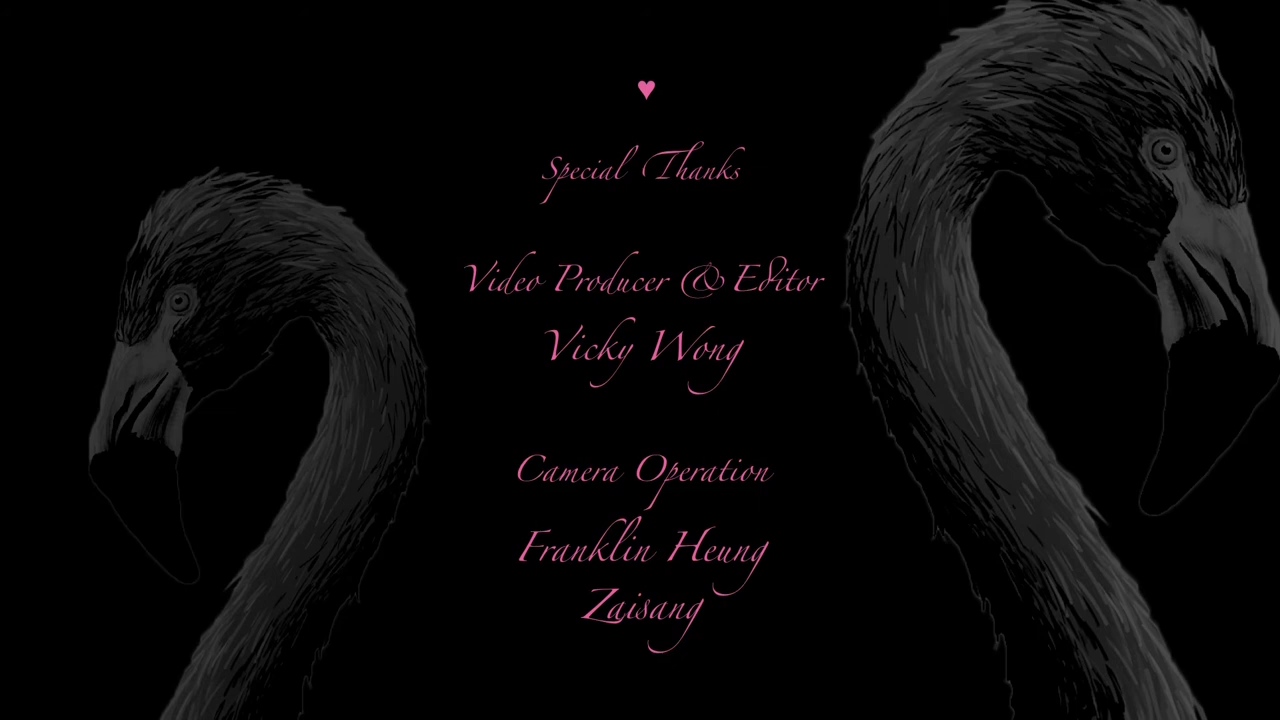 ♥
Special Thanks
Video Producer & Editor
Vicky Wong
Camera Operation
Franklin Heung
Zaisang